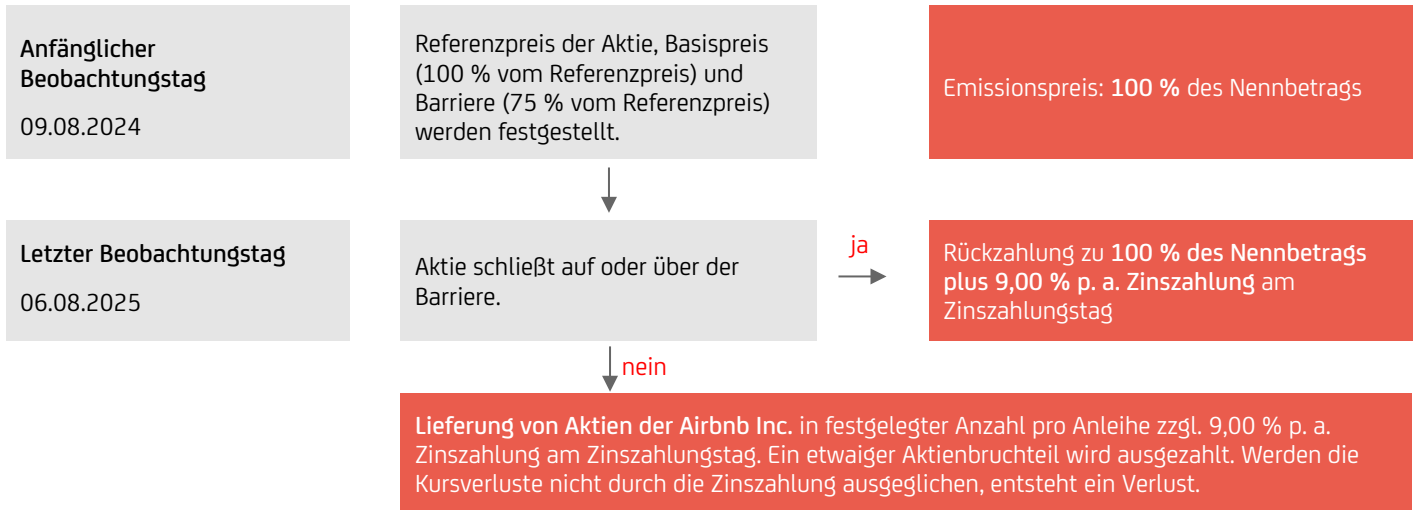 Anfänglicher
Beobachtungstag
09.08.2024
Referenzpreis der Aktie, Basispreis
(100 % vom Referenzpreis) und
Barriere (75 % vom Referenzpreis)
werden festgestellt.
Emissionspreis: 100 % des Nennbetrags
Letzter Beobachtungstag
06.08.2025
Aktie schließt auf oder über der
Barriere.
ja
Rückzahlung zu 100 % des Nennbetrags
plus 9,00 % p. a. Zinszahlung am
Zinszahlungstag
nein
Lieferung von Aktien der Airbnb Inc. in festgelegter Anzahl pro Anleihe zzgl. 9,00 % p. a.
Zinszahlung am Zinszahlungstag. Ein etwaiger Aktienbruchteil wird ausgezahlt. Werden die
Kursverluste nicht durch die Zinszahlung ausgeglichen, entsteht ein Verlust.